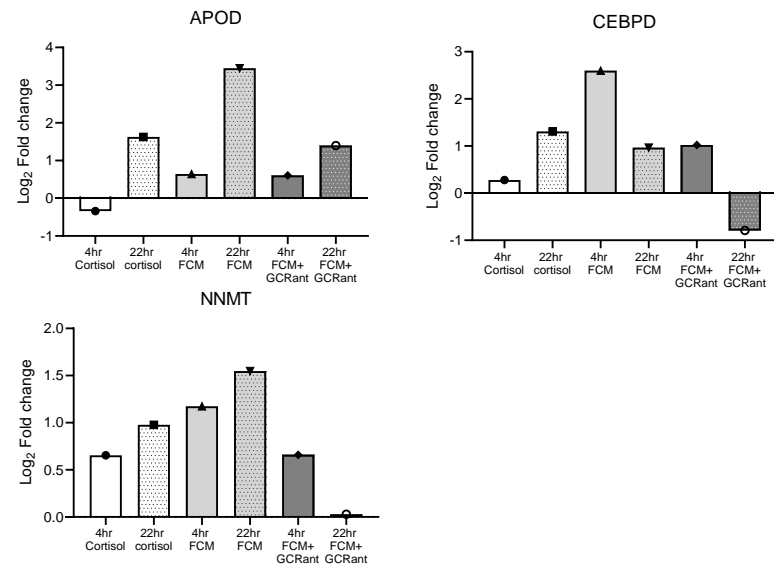 APOD
Log2 Fold change
4
3
2
1
0
-1
4hr Cortisol
22hr cortisol
4hr FCM
22hr FCM
4hr FCM+ GCRant
22hr FCM+ GCRant
CEBPD
Log2 Fold change
3
2
1
0
-1
4hr Cortisol
22hr cortisol
4hr FCM
22hr FCM
4hr FCM+ GCRant
22hr FCM+ GCRant
NNMT
Log2 Fold change
2.0
1.5
1.0
0.5
0.0
4hr Cortisol
22hr cortisol
4hr FCM
22hr FCM
4hr FCM+ GCRant
22hr FCM+ GCRant